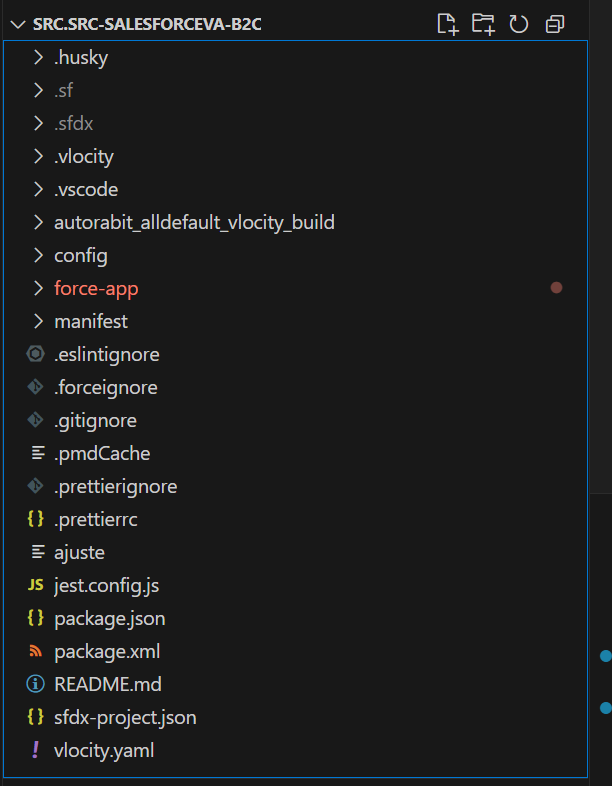 SRC.SRC-SALESFORCEVA-B2C
.husky
.sf
.sfdx
.vlocity
.vscode
autorabit_alldefault_vlocity_build
config
force-app
manifest
.eslintignore
.forceignore
.gitignore
.pmdCache
.prettierignore
{} .prettierrc
ajuste
JS jest.config.js
{} package.json
package.xml
README.md
{} sfdx-project.json
! vlocity.yaml